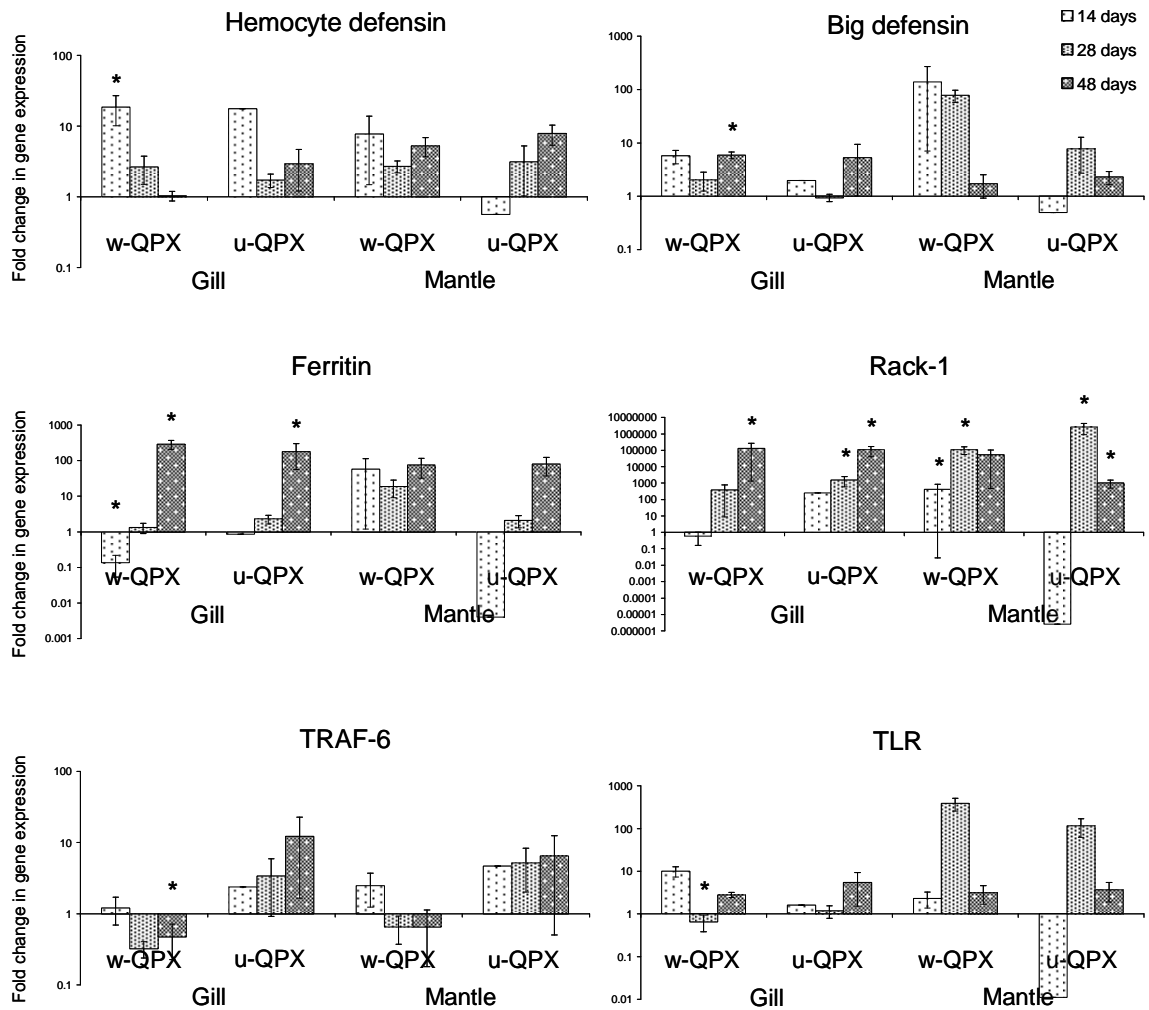 Hemocyte defensin
Big defensin
14 days
28 days
48 days
Fold change in gene expression
100
10
1
0.1
*
w-QPX
u-QPX
w-QPX
u-QPX
Gill
Mantle
1000
100
10
1
0.1
*
w-QPX
u-QPX
w-QPX
u-QPX
Gill
Mantle
Ferritin
Fold change in gene expression
1000
100
10
1
0.1
0.01
0.001
*
*
*
w-QPX
u-QPX
w-QPX
u-QPX
Gill
Mantle
Rack-1
10000000
1000000
100000
10000
1000
100
10
1
0.1
0.01
0.001
0.0001
0.00001
0.000001
*
*
*
*
*
*
*
w-QPX
u-QPX
w-QPX
u-QPX
Gill
Mantle
TRAF-6
Fold change in gene expression
100
10
1
0.1
*
w-QPX
u-QPX
w-QPX
u-QPX
Gill
Mantle
TLR
1000
100
10
1
0.1
0.01
*
w-QPX
u-QPX
w-QPX
u-QPX
Gill
Mantle